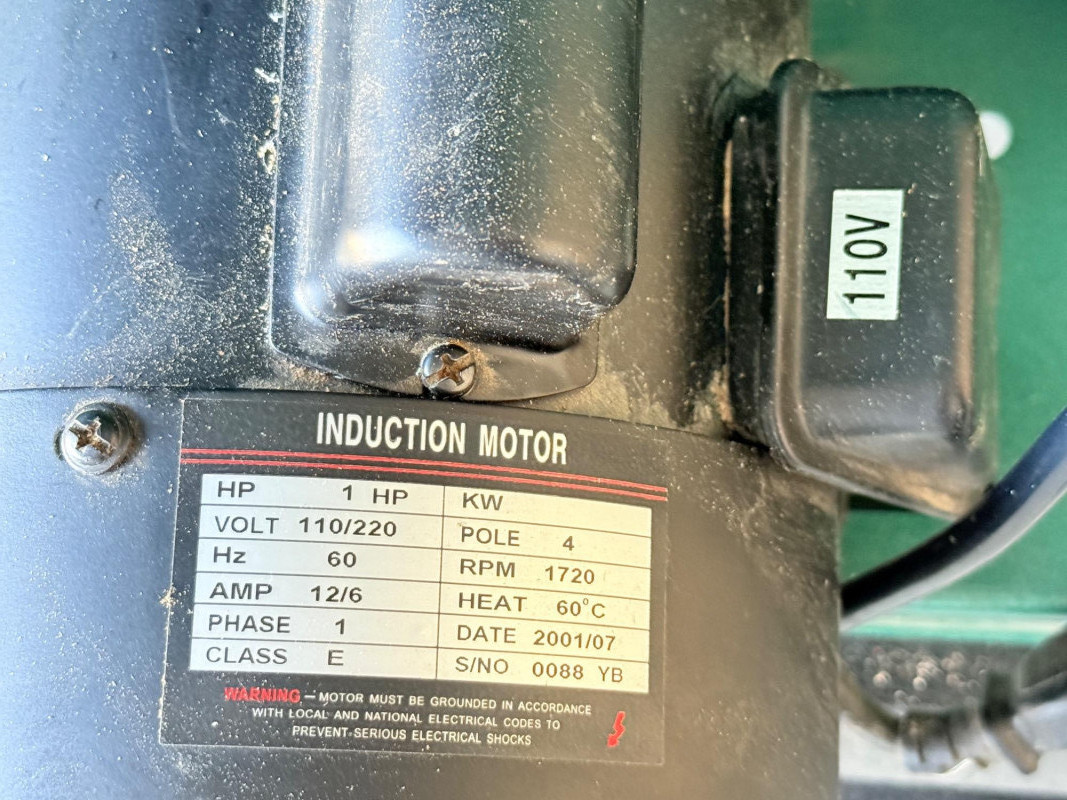 110V
INDUCTION MOTOR
HP 1 HP KW
VOLT 110/220 POLE 4
Hz 60 RPM 1720
AMP 12/6 HEAT 60°C
PHASE 1 DATE 2001/07
CLASS E S/NO 0088 YB
WARNING – MOTOR MUST BE GROUNDED IN ACCORDANCE
WITH LOCAL AND NATIONAL ELECTRICAL CODES TO
PREVENT SERIOUS ELECTRICAL SHOCKS